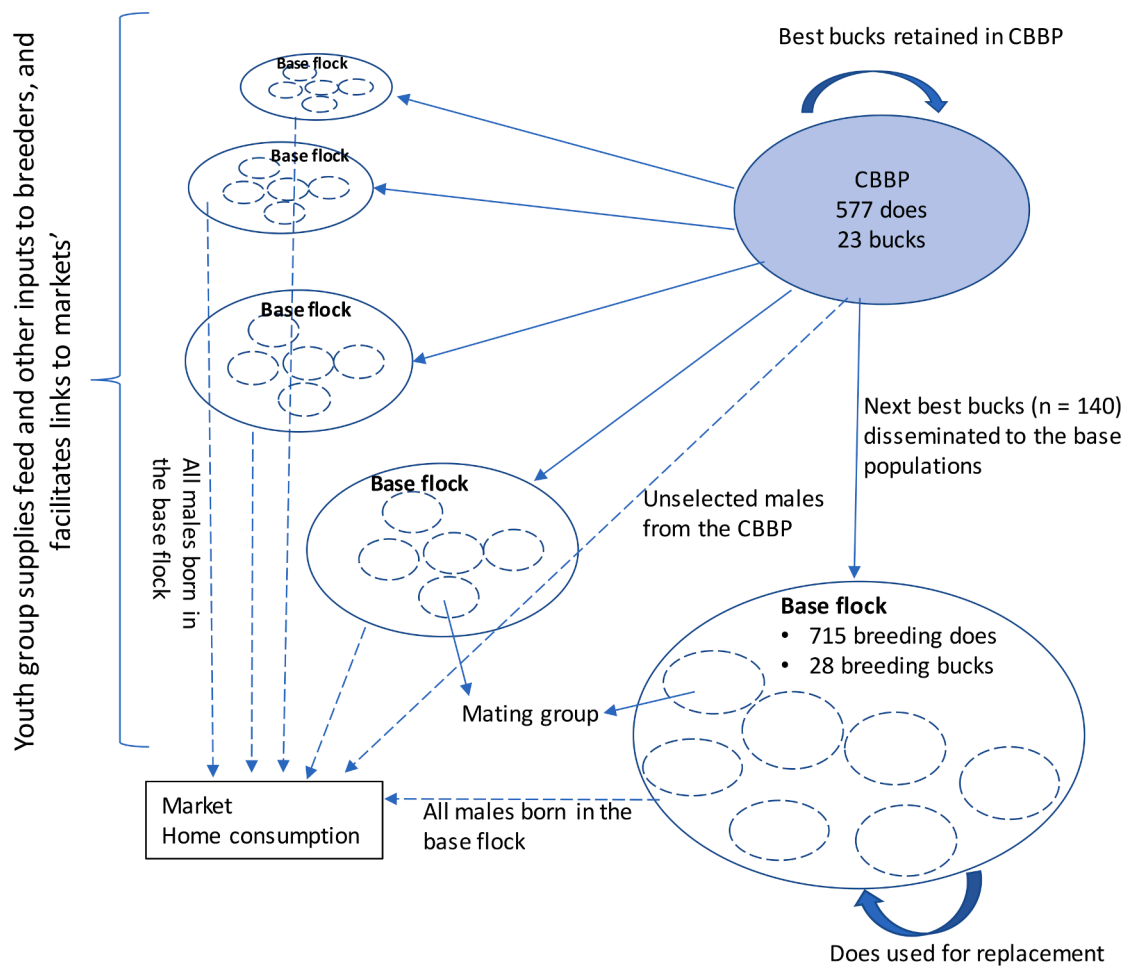 Youth group supplies feed and other inputs to breeders, and
facilitates links to markets’
Best bucks retained in CBBP
Base flock
CBBP
577 does
23 bucks
Base flock
Base flock
Next best bucks (n = 140)
disseminated to the base
populations
All males born in
the base flock
Base flock
Unselected males
from the CBBP
Base flock
• 715 breeding does
• 28 breeding bucks
Mating group
Market
Home consumption
All males born in the
base flock
Does used for replacement